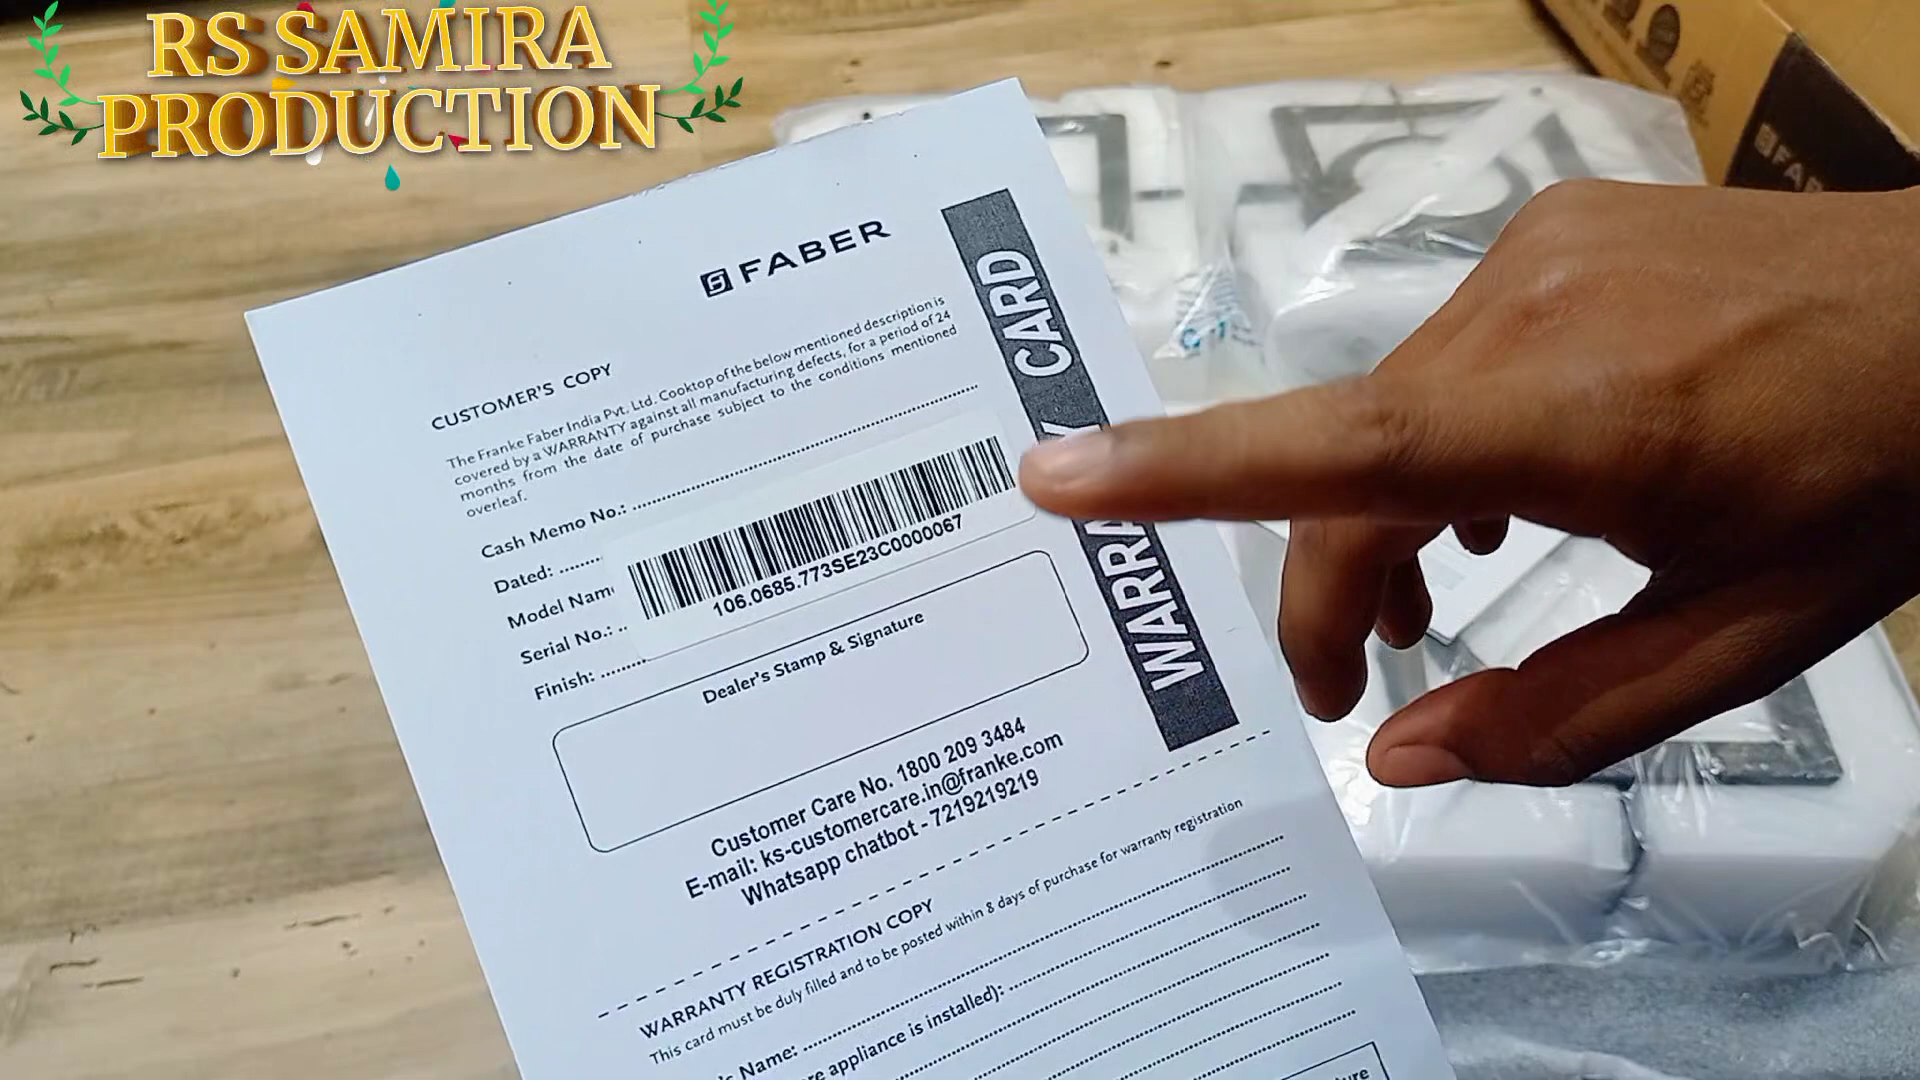 RS SAMIRA
PRODUCTION
FABER
WARRANTY CARD
CUSTOMER'S COPY
The Franke Faber India Pvt. Ltd. Cooktop of the below mentioned description is
covered by a WARRANTY against all manufacturing defects, for a period of 24
months from the date of purchase subject to the conditions mentioned
overleaf.
Cash Memo No.:
Dated:
Model Nam
Serial No.:
Finish:
106.0685.773SE23C0000067
Dealer's Stamp & Signature
Customer Care No. 1800 209 3484
E-mail: ks-customercare.in@franke.com
Whatsapp chatbot - 7219219219
WARRANTY REGISTRATION COPY
This card must be duly filled and to be posted within 8 days of purchase for warranty registration
's Name:
appliance is installed):